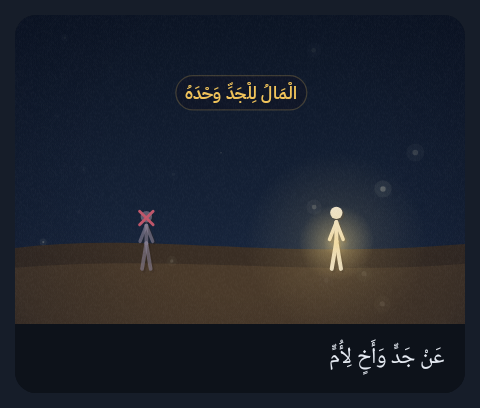 الْمَالُ لِلْجَدِّ وَحْدَهُ
عَنْ جَدٍّ وَأَخٍ لِأُمٍّ